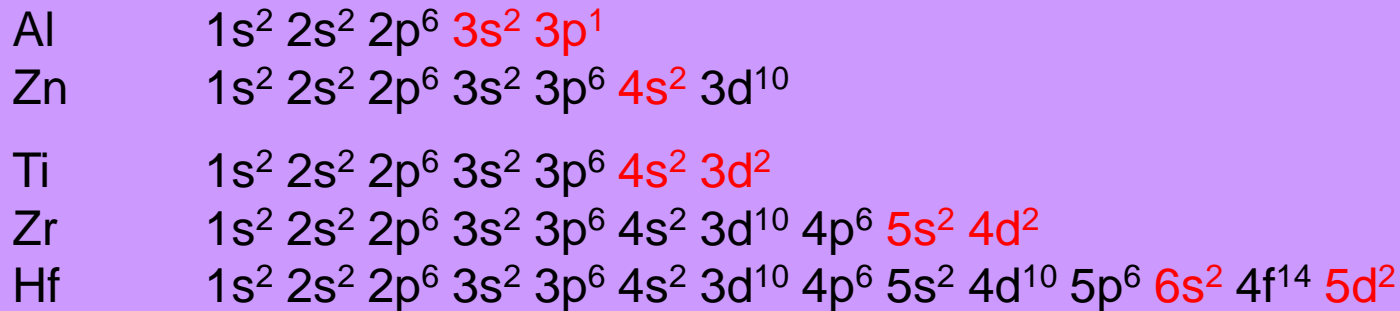 Al 1s² 2s² 2p⁶ 3s² 3p¹
Zn 1s² 2s² 2p⁶ 3s² 3p⁶ 4s² 3d¹⁰
Ti 1s² 2s² 2p⁶ 3s² 3p⁶ 4s² 3d²
Zr 1s² 2s² 2p⁶ 3s² 3p⁶ 4s² 3d¹⁰ 4p⁶ 5s² 4d²
Hf 1s² 2s² 2p⁶ 3s² 3p⁶ 4s² 3d¹⁰ 4p⁶ 5s² 4d¹⁰ 5p⁶ 6s² 4f¹⁴ 5d²